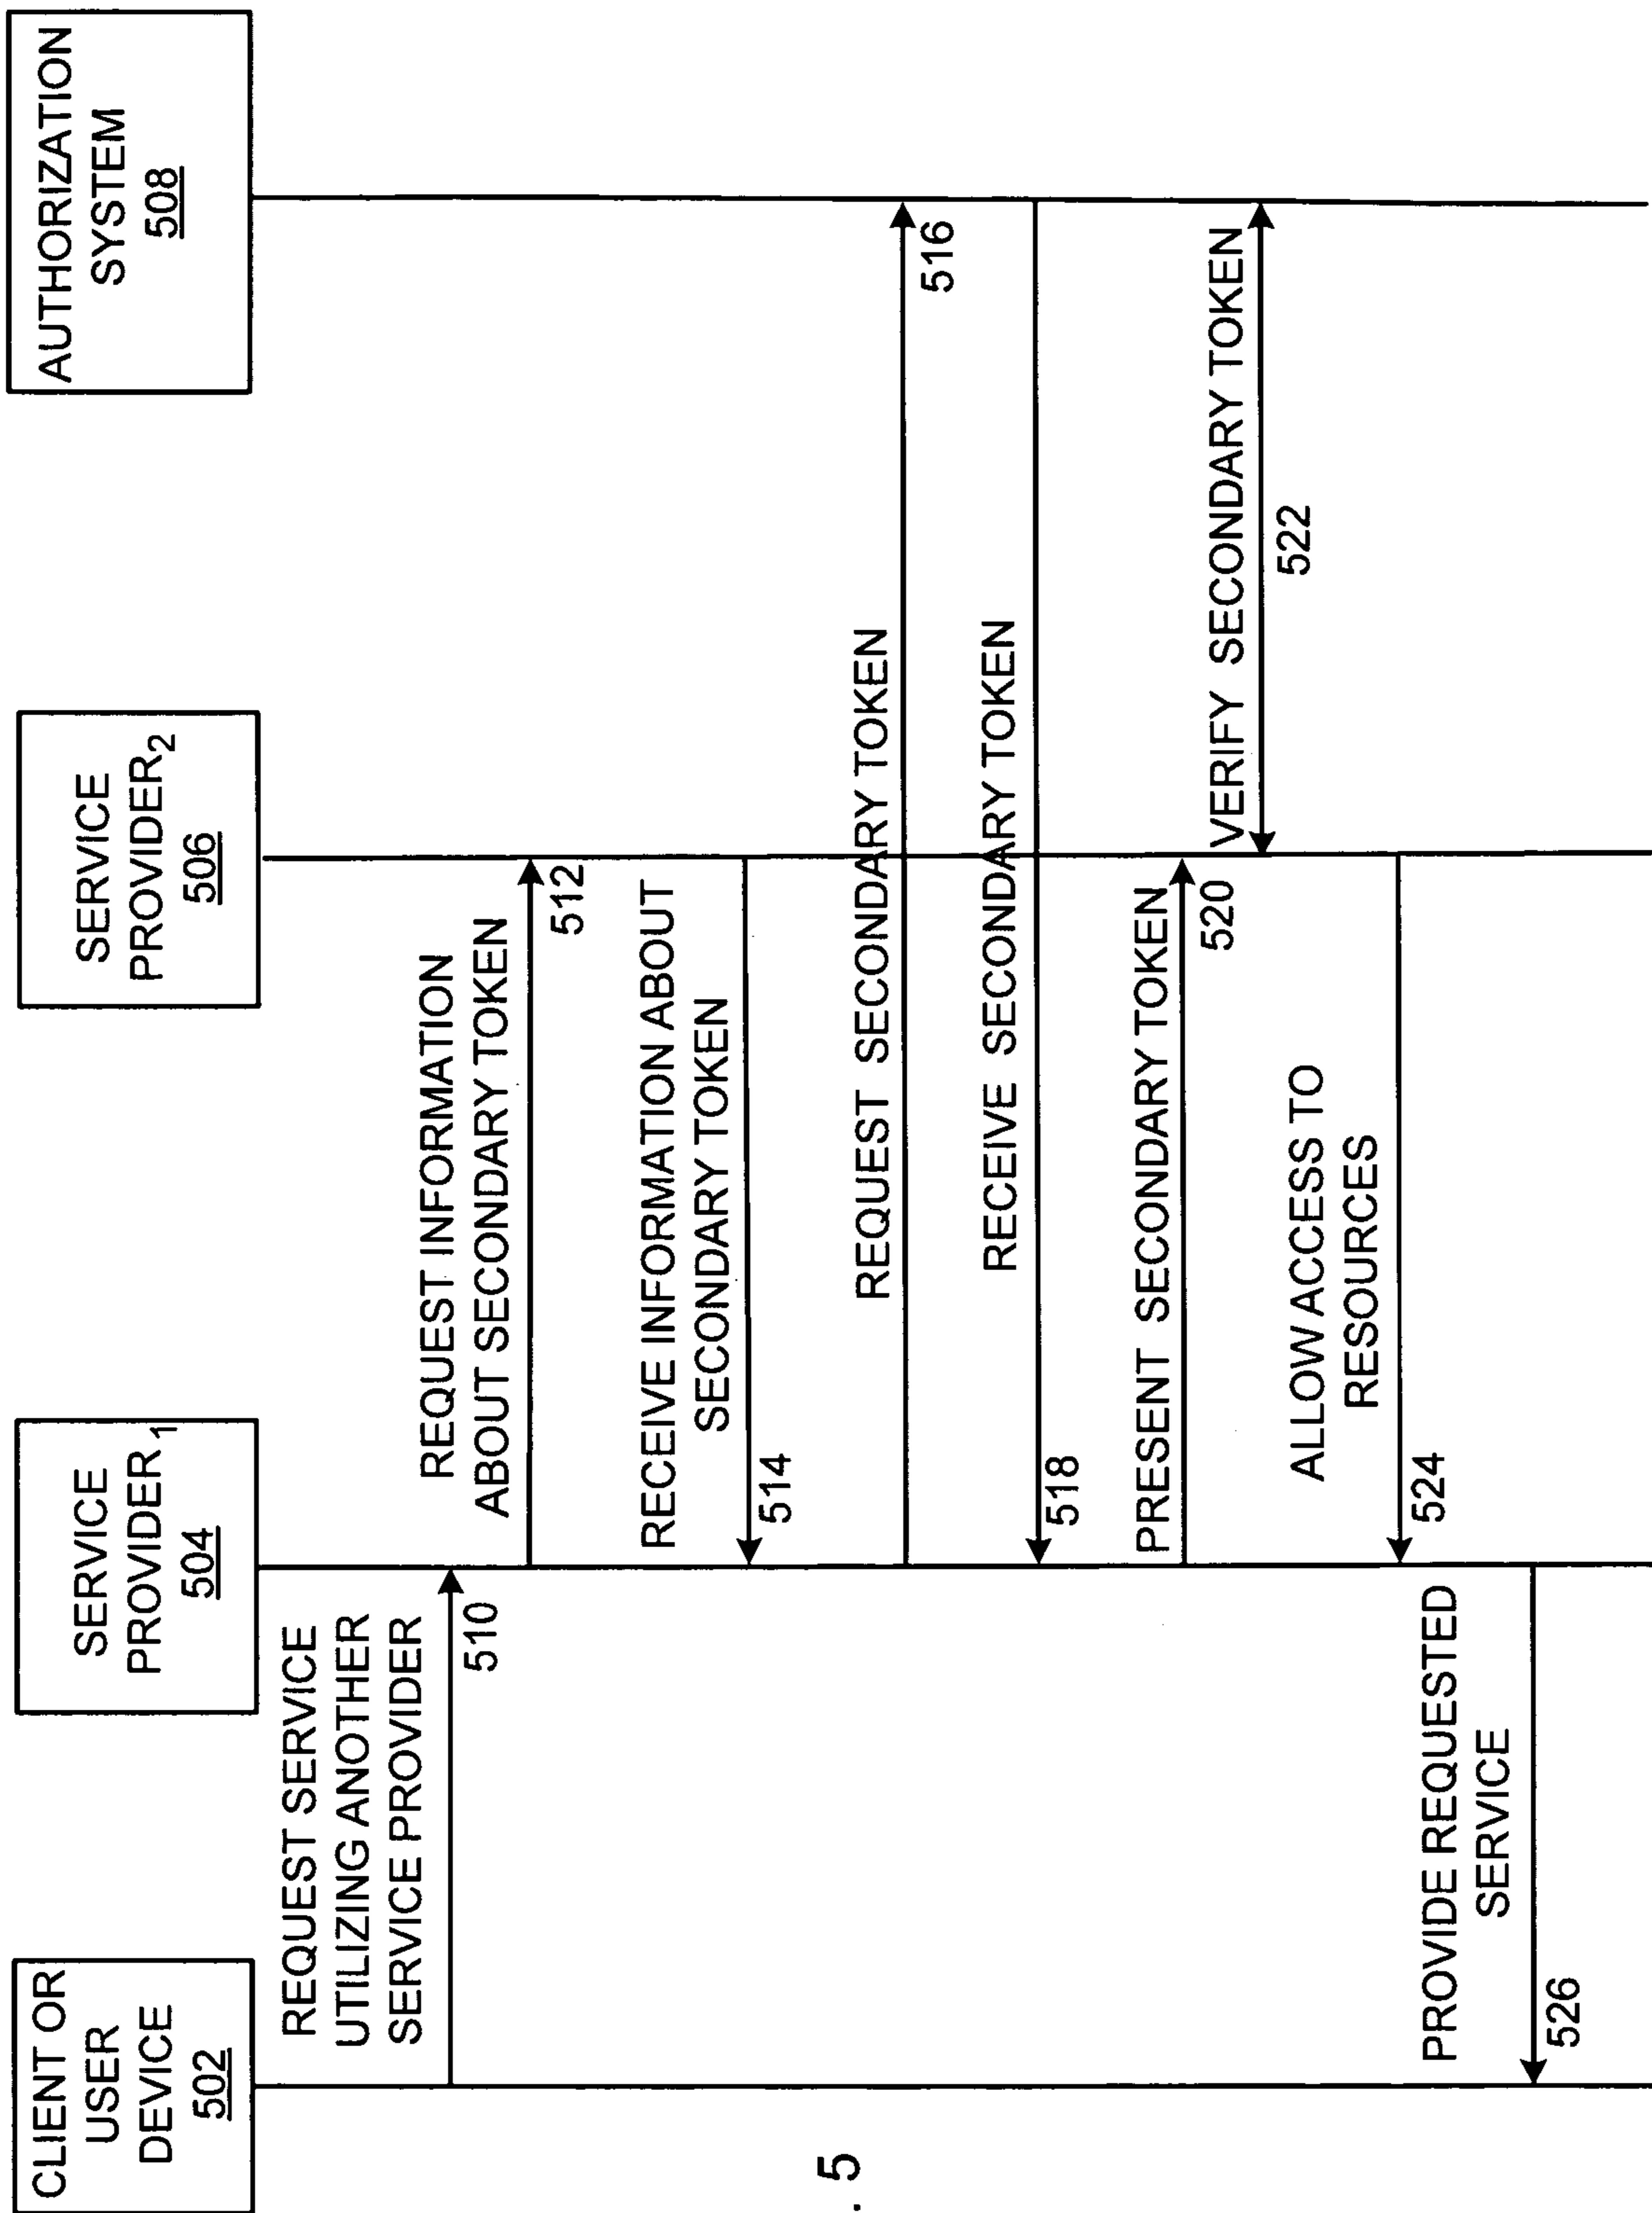 CLIENT OR
USER
DEVICE
502
SERVICE
PROVIDER1
504
SERVICE
PROVIDER2
506
AUTHORIZATION
SYSTEM
508
REQUEST SERVICE
UTILIZING ANOTHER
SERVICE PROVIDER
510
REQUEST INFORMATION
ABOUT SECONDARY TOKEN
512
RECEIVE INFORMATION ABOUT
SECONDARY TOKEN
514
REQUEST SECONDARY TOKEN
516
RECEIVE SECONDARY TOKEN
518
PRESENT SECONDARY TOKEN
520
VERIFY SECONDARY TOKEN
522
ALLOW ACCESS TO
RESOURCES
524
PROVIDE REQUESTED
SERVICE
526
. 5